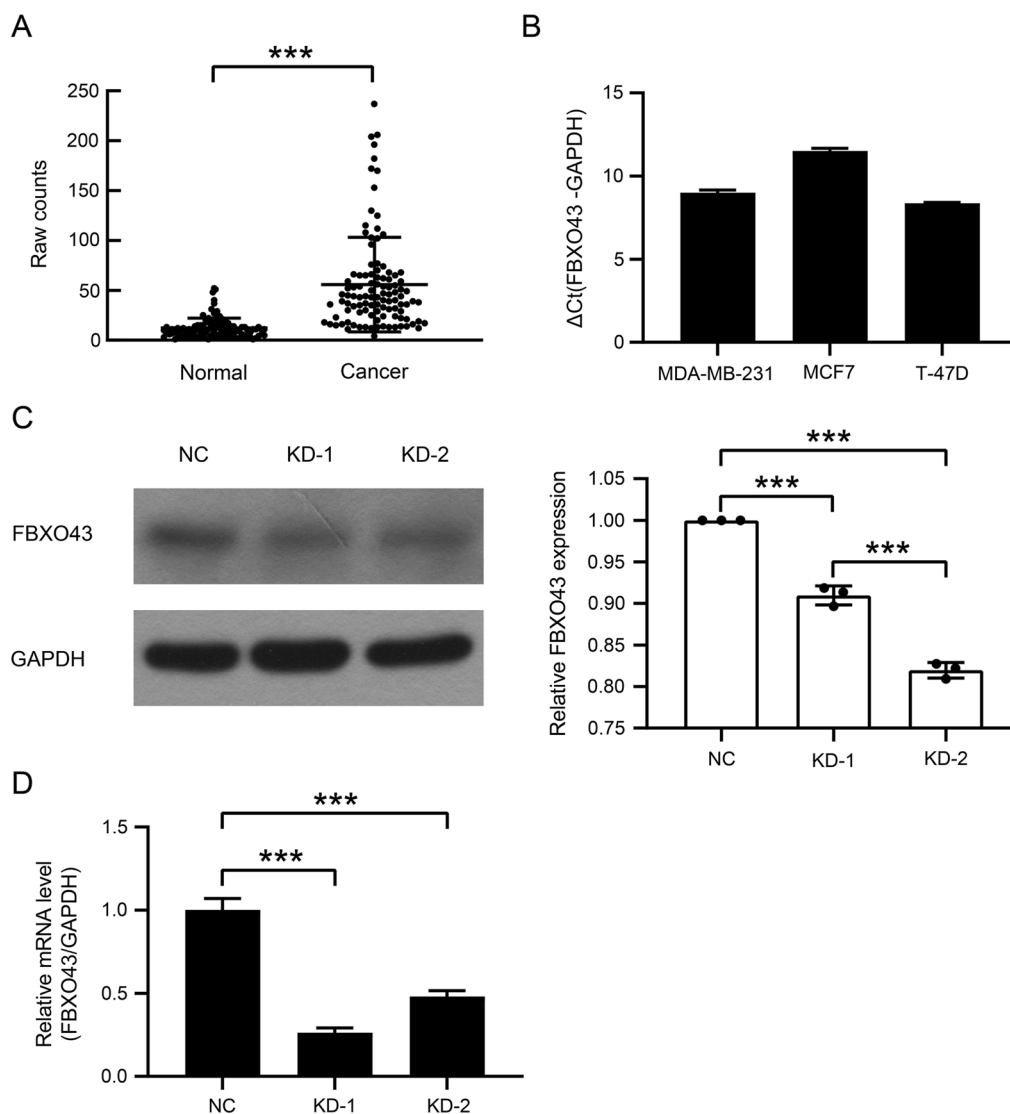 A
***
Raw counts
250
200
150
100
50
0
Normal
Cancer
B
ΔCt(FBXO43 -GAPDH)
15
10
5
0
MDA-MB-231
MCF7
T-47D
C
NC
KD-1
KD-2
FBXO43
GAPDH
***
***
***
Relative FBXO43 expression
1.05
1.00
0.95
0.90
0.85
0.80
0.75
NC
KD-1
KD-2
D
***
***
Relative mRNA level
(FBXO43/GAPDH)
1.5
1.0
0.5
0.0
NC
KD-1
KD-2